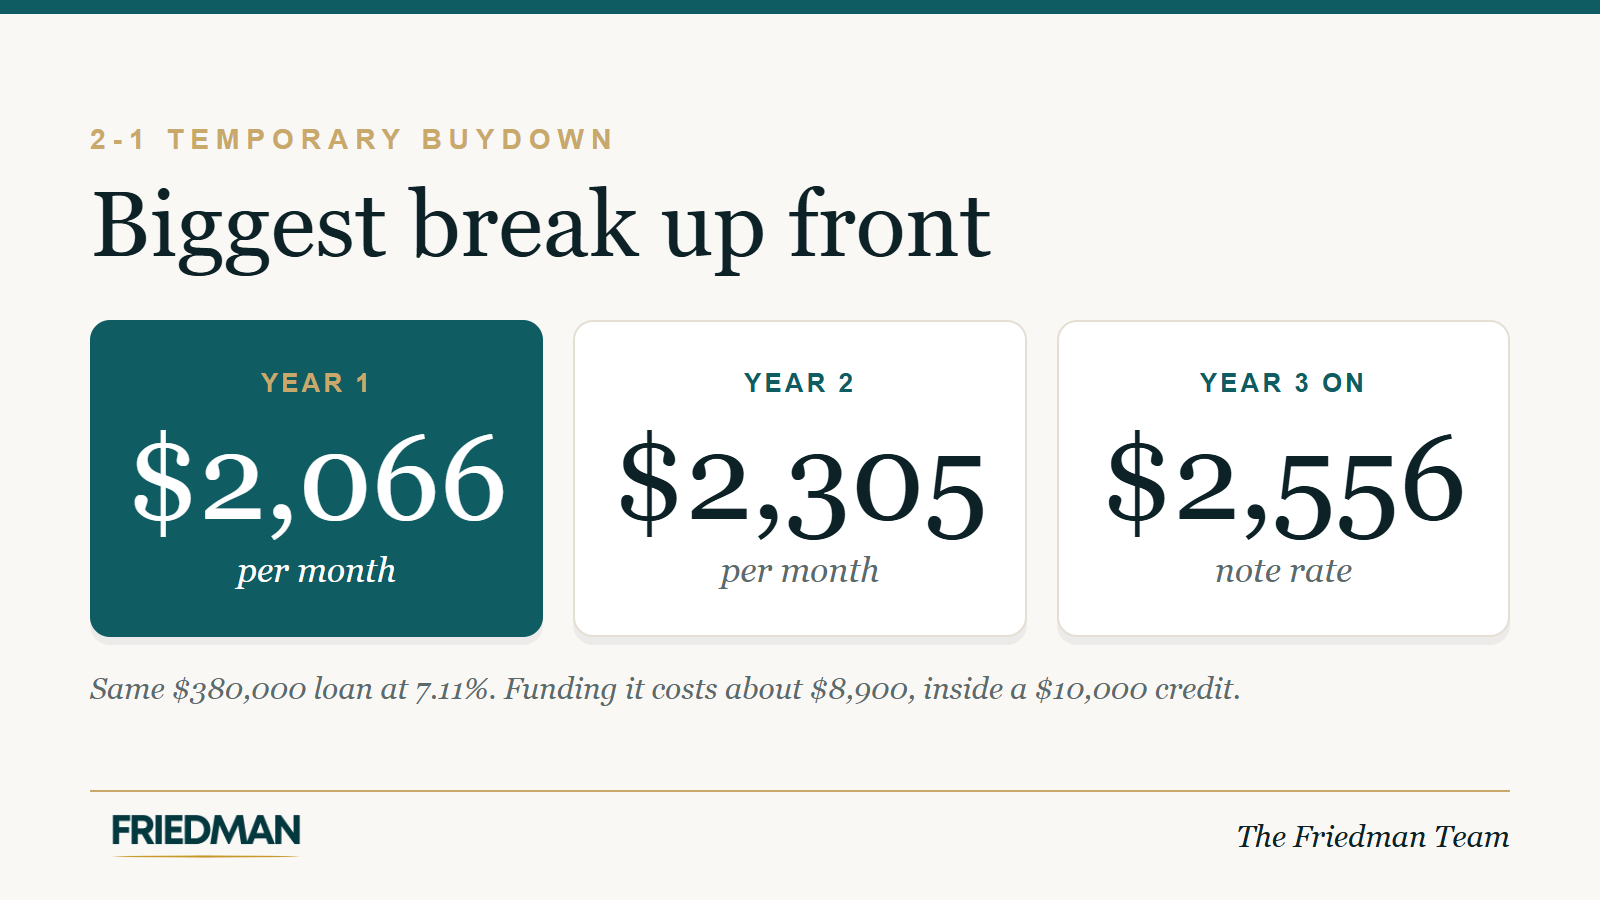 2-1 TEMPORARY BUYDOWN
Biggest break up front
YEAR 1
$2,066
per month
YEAR 2
$2,305
per month
YEAR 3 ON
$2,556
note rate
Same $380,000 loan at 7.11%. Funding it costs about $8,900, inside a $10,000 credit.
FRIEDMAN
The Friedman Team